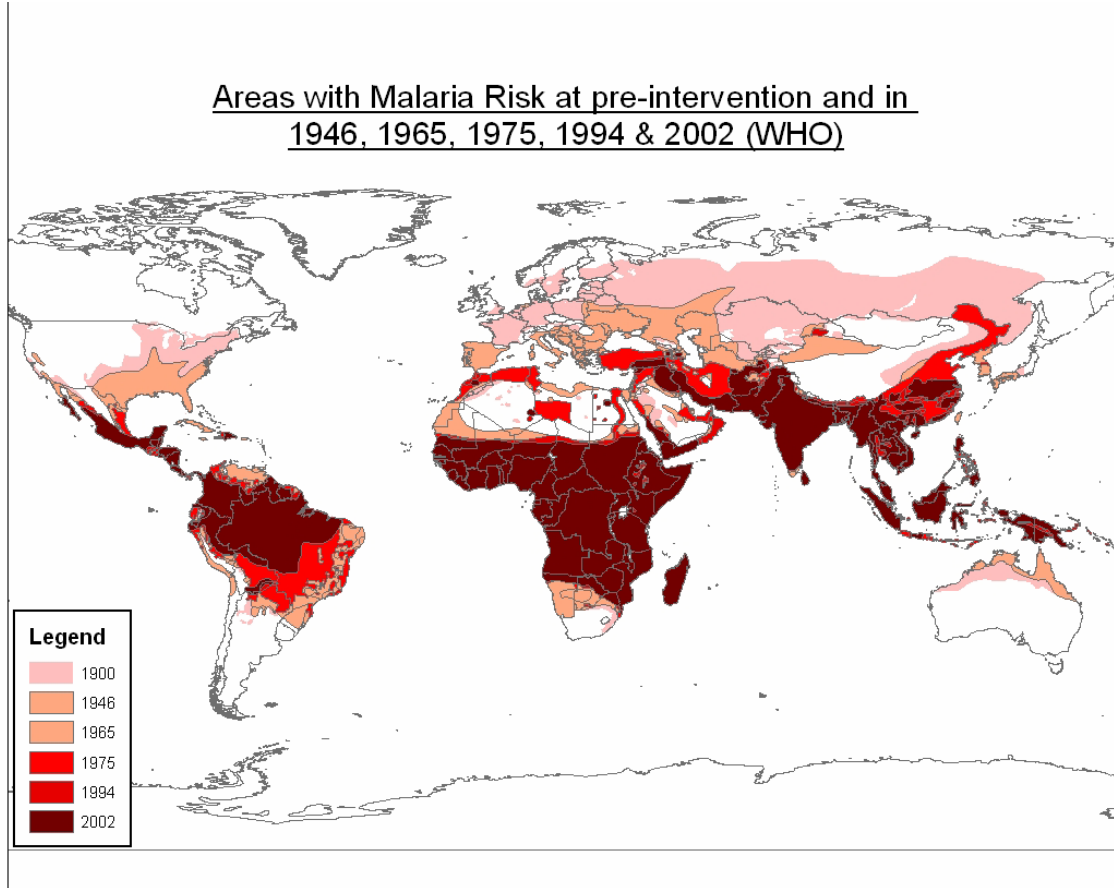 Areas with Malaria Risk at pre-intervention and in
1946, 1965, 1975, 1994 & 2002 (WHO)
Legend
1900
1946
1965
1975
1994
2002